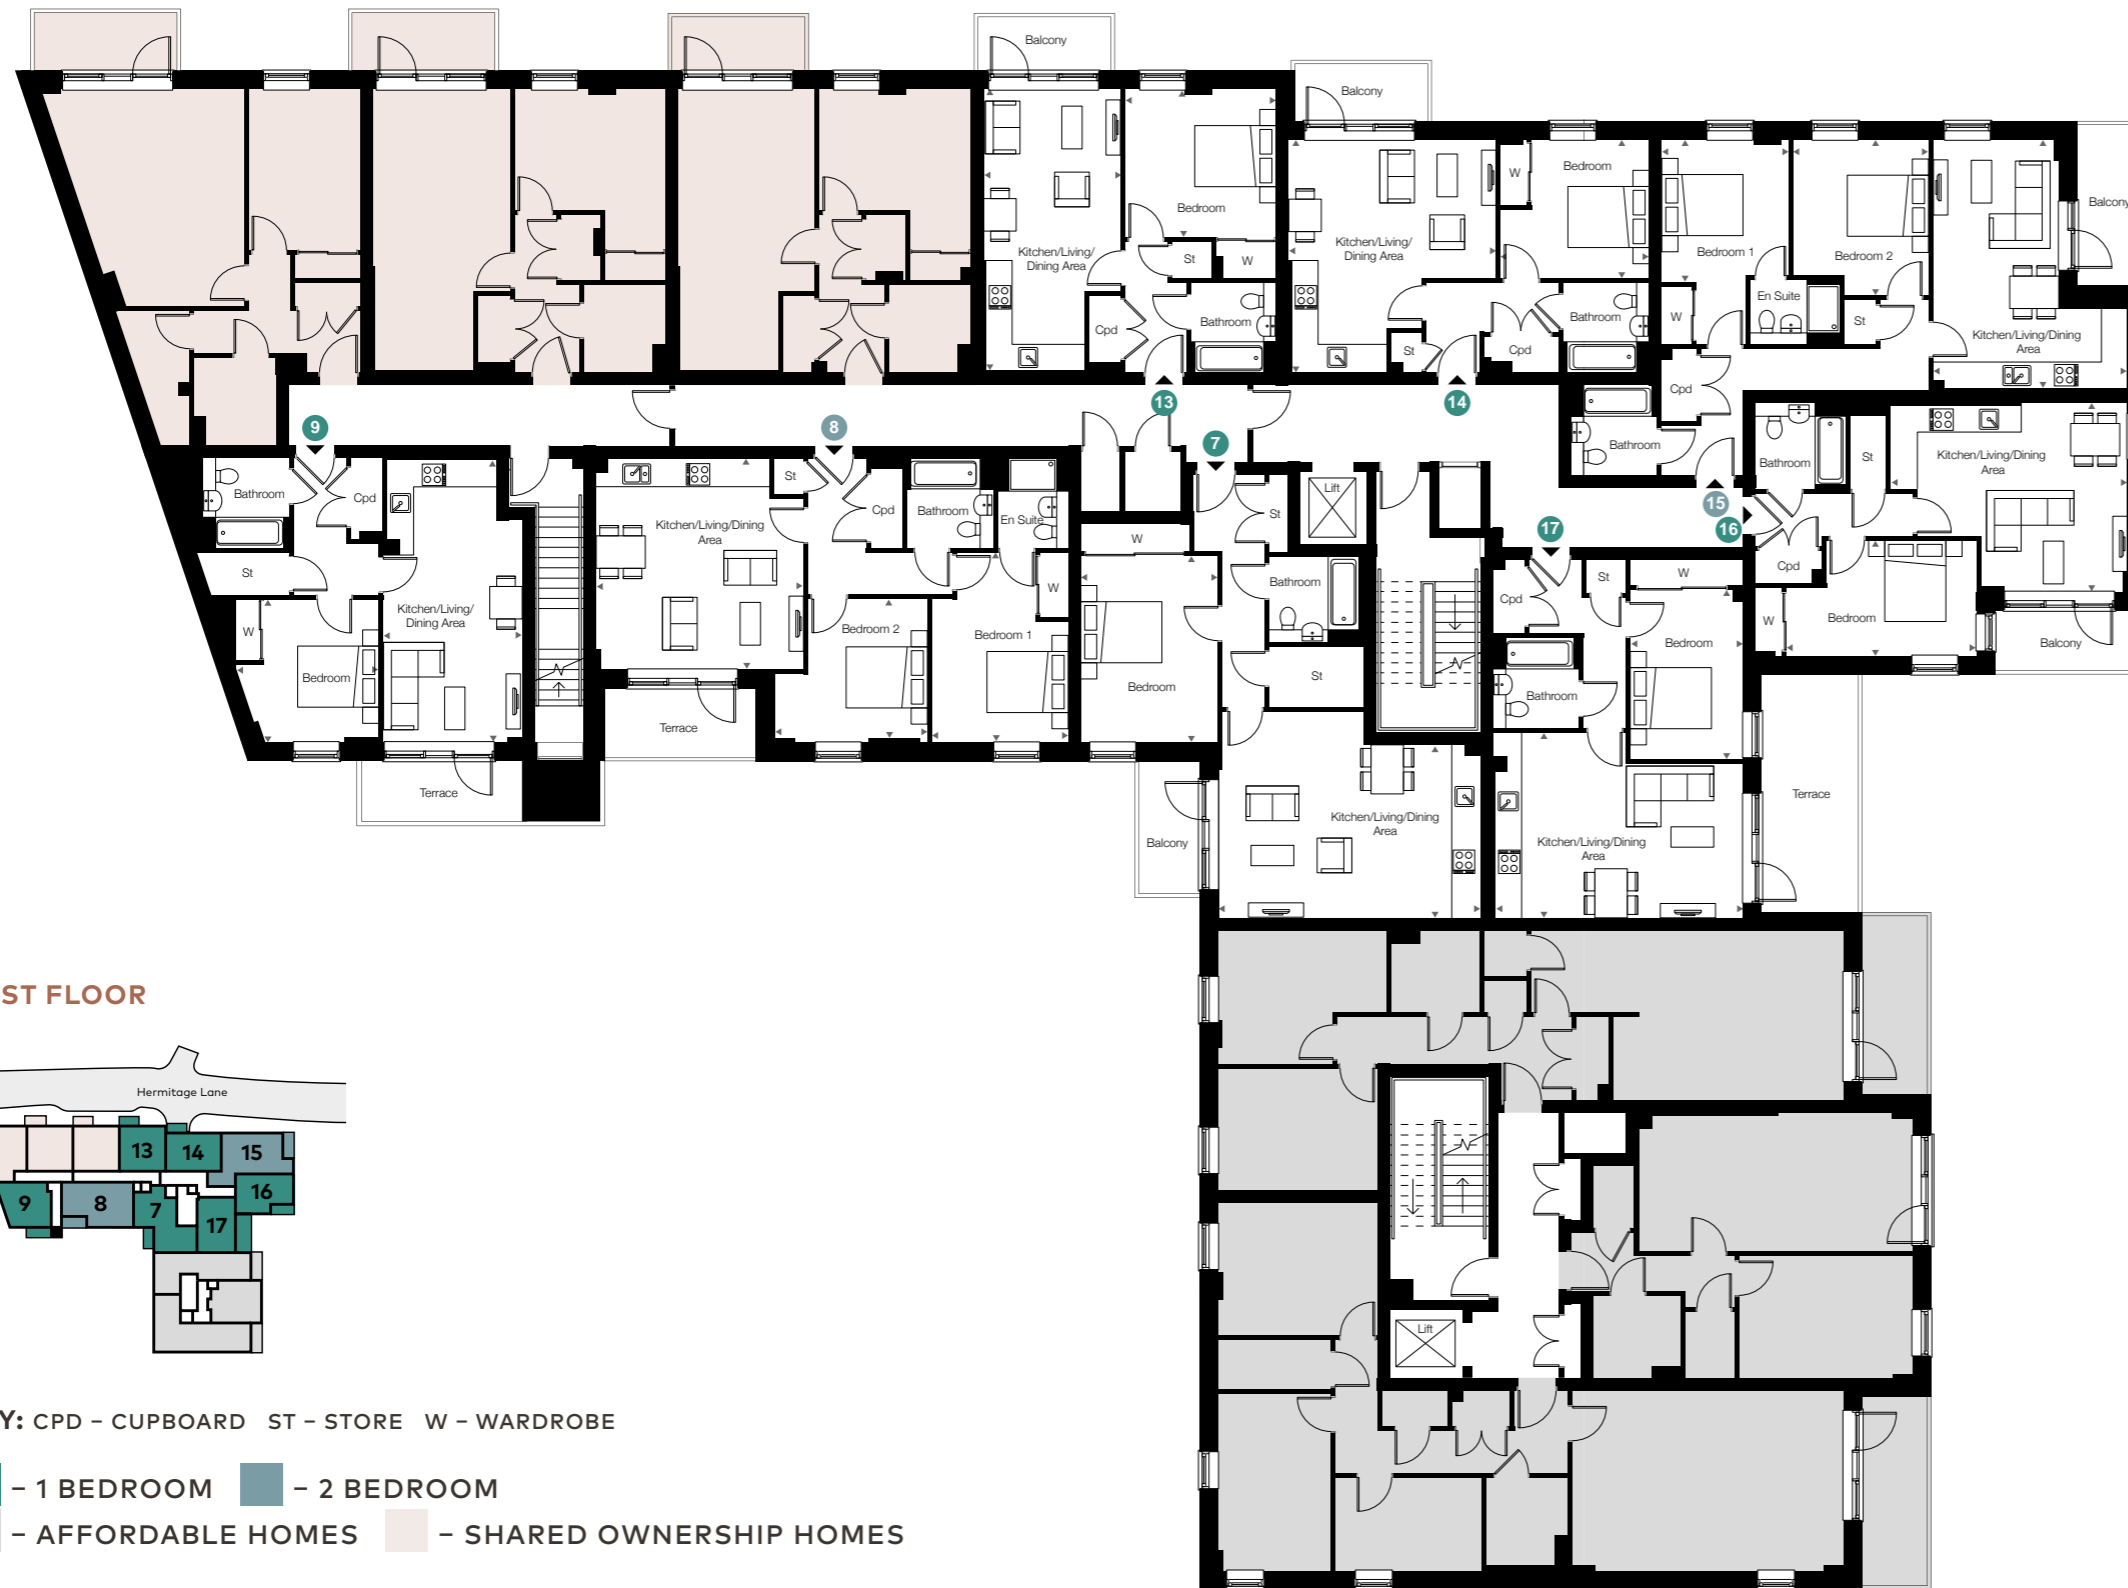 Balcony
Balcony
Balcony
Kitchen/Living/
Dining Area
Bedroom
St
W
Cpd
Bathroom
13
Kitchen/Living/
Dining Area
W
Bedroom
St
Cpd
Bathroom
14
Bedroom 1
W
En Suite
Bedroom 2
St
Kitchen/Living/Dining
Area
Cpd
Bathroom
15
16
Bathroom
St
Kitchen/Living/Dining
Area
Cpd
W
Bedroom
Balcony
9
Bathroom
Cpd
St
W
Bedroom
Kitchen/Living/
Dining Area
Terrace
8
St
Kitchen/Living/Dining
Area
Cpd
Bathroom
En Suite
W
Bedroom 2
Bedroom 1
Terrace
7
St
W
Bathroom
Bedroom
St
Kitchen/Living/Dining
Area
Balcony
Lift
17
Cpd
St
W
Bedroom
Bathroom
Kitchen/Living/Dining
Area
Terrace
Lift
ST FLOOR
Hermitage Lane
13
14
15
16
9
8
7
17
Y: CPD – CUPBOARD ST – STORE W – WARDROBE
– 1 BEDROOM – 2 BEDROOM
– AFFORDABLE HOMES – SHARED OWNERSHIP HOMES